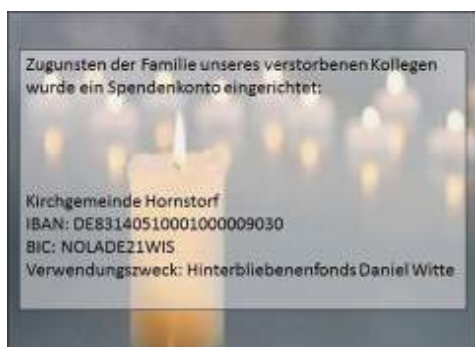 Zugunsten der Familie unseres verstorbenen Kollegen
wurde ein Spendenkonto eingerichtet:
Kirchgemeinde Hornstorf
IBAN: DE83140510001000009030
BIC: NOLADE21WIS
Verwendungszweck: Hinterbliebenenfonds Daniel Witte